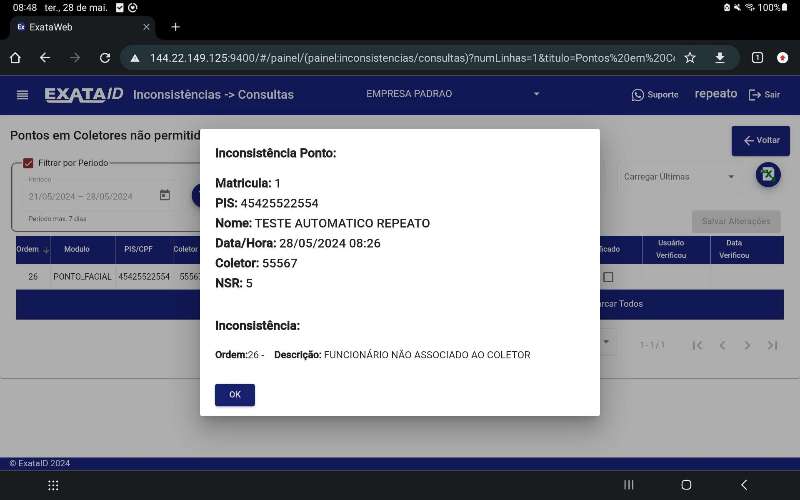 08:48 ter., 28 de mai.
100%
Ex ExataWeb
144.22.149.125:9400/#/painel/(painel:inconsistencias/consultas)?numLinhas=1&titulo=Pontos%20em%20Co
1
EXATAID Inconsistências -> Consultas EMPRESA PADRAO Suporte repeato Sair
Pontos em Coletores não permitid
Voltar
Filtrar por Período
Período
21/05/2024 – 28/05/2024
Período max. 7 dias
Carregar Últimas
Salvar Alterações
Ordem Modulo PIS/CPF Coletor ficado Usuário Verificou Data Verificou
26 PONTO_FACIAL 45425522554 55567
rcar Todos
1 - 1 / 1
Inconsistência Ponto:
Matricula: 1
PIS: 45425522554
Nome: TESTE AUTOMATICO REPEATO
Data/Hora: 28/05/2024 08:26
Coletor: 55567
NSR: 5
Inconsistência:
Ordem:26 - Descrição: FUNCIONÁRIO NÃO ASSOCIADO AO COLETOR
OK
© ExataID 2024